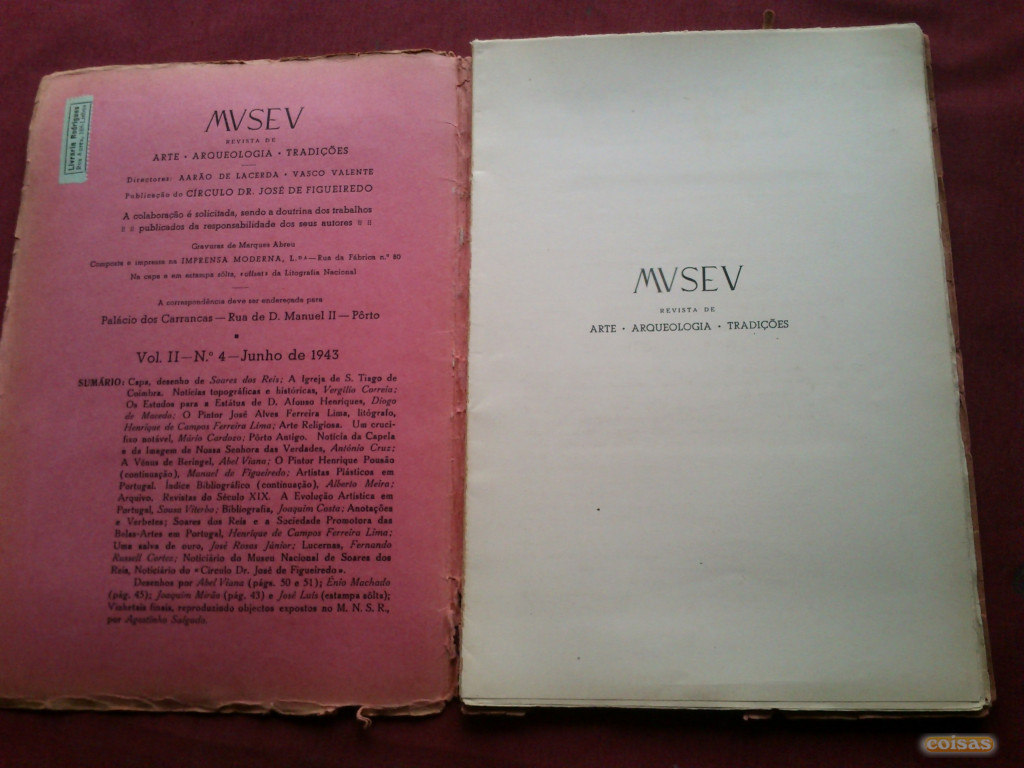 Livraria Rodrigues
MVSEV
REVISTA DE
ARTE • ARQUEOLOGIA • TRADIÇÕES
Directores: AARÃO DE LACERDA • VASCO VALENTE
Publicação do CÍRCULO DR. JOSÉ DE FIGUEIREDO
A colaboração é solicitada, sendo a doutrina dos trabalhos
publicados da responsabilidade dos seus autores
Gravuras de Marques Abreu
Composta e impressa na IMPRENSA MODERNA, L.da — Rua da Fábrica n.º 80
Na capa e em estampa sôlta, «offset» da Litografia Nacional
A correspondência deve ser endereçada para
Palácio dos Carrancas — Rua de D. Manuel II — Pôrto
Vol. II — N.º 4 — Junho de 1943
SUMÁRIO: Capa, desenho de Soares dos Reis; A Igreja de S. Tiago de
Coimbra. Notícias topográficas e históricas, Vergílio Correia;
Os Estudos para a Estátua de D. Afonso Henriques, Diogo
de Macedo; O Pintor José Alves Ferreira Lima, litógrafo,
Henrique de Campos Ferreira Lima; Arte Religiosa. Um cruci-
fixo notável, Mário Cardozo; Pôrto Antigo. Notícia da Capela
e da Imagem de Nossa Senhora das Verdades, António Cruz;
A Vénus de Beringel, Abel Viana; O Pintor Henrique Pousão
(continuação), Manuel de Figueiredo; Artistas Plásticos em
Portugal. Índice Bibliográfico (continuação), Alberto Meira;
Arquivo. Revistas do Século XIX. A Evolução Artística em
Portugal, Sousa Viterbo; Bibliografia, Joaquim Costa; Anotações
e Verbetes; Soares dos Reis e a Sociedade Promotora das
Belas-Artes em Portugal, Henrique de Campos Ferreira Lima;
Uma salva de ouro, José Rosas Júnior; Lucernas, Fernando
Russell Cortez; Noticiário do Museu Nacional de Soares dos
Reis, Noticiário do «Círculo Dr. José de Figueiredo».
Desenhos por Abel Viana (págs. 50 e 51); Énio Machado
(pág. 43); Joaquim Mirão (pág. 45) e José Luís (estampa sôlta);
Vinhetais finais, reproduzindo objectos expostos no M. N. S. R.,
por Agostinho Salgado.
MVSEV
REVISTA DE
ARTE • ARQUEOLOGIA • TRADIÇÕES
coisas